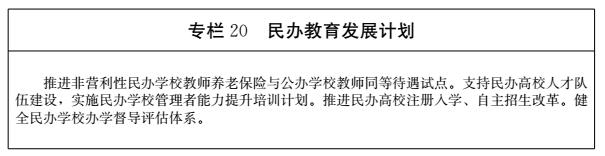 专栏 20 民办教育发展计划
推进非营利性民办学校教师养老保险与公办学校教师同等待遇试点。支持民办高校人才队
伍建设，实施民办学校管理者能力提升培训计划。推进民办高校注册入学、自主招生改革。健
全民办学校办学督导评估体系。